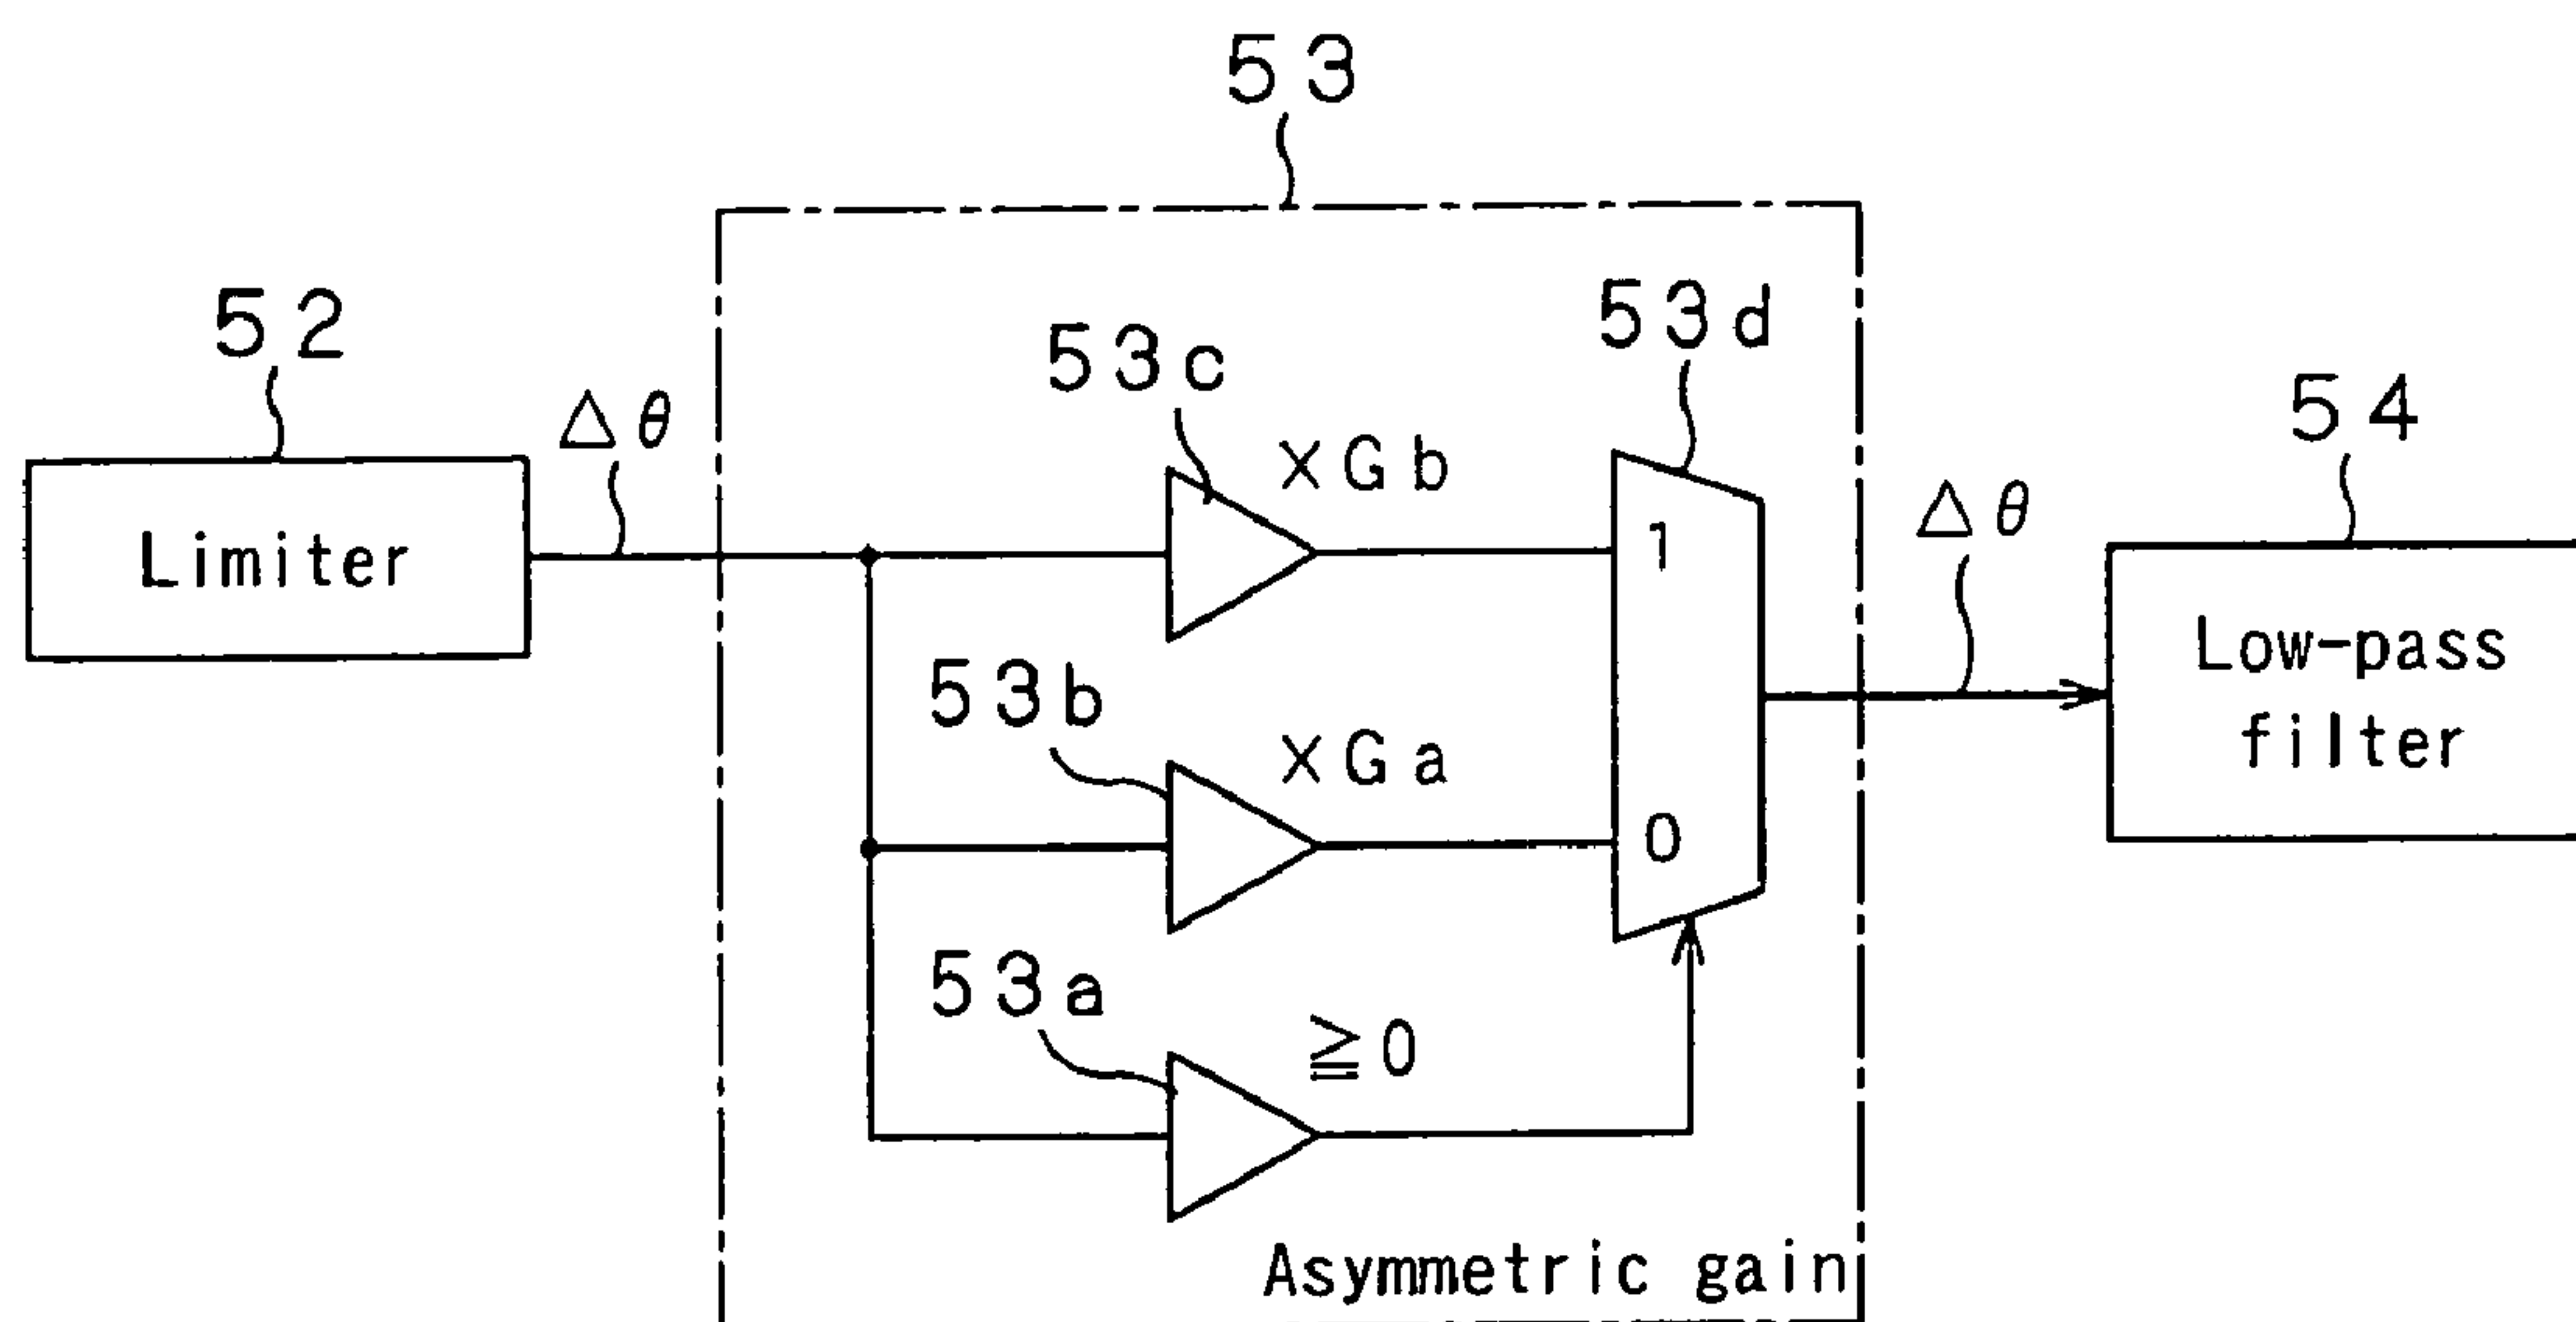 53
52
Limiter
Δθ
53c
×Gb
53d
1
53b
×Ga
0
53a
≧0
Asymmetric gain
Δθ
54
Low-pass
filter